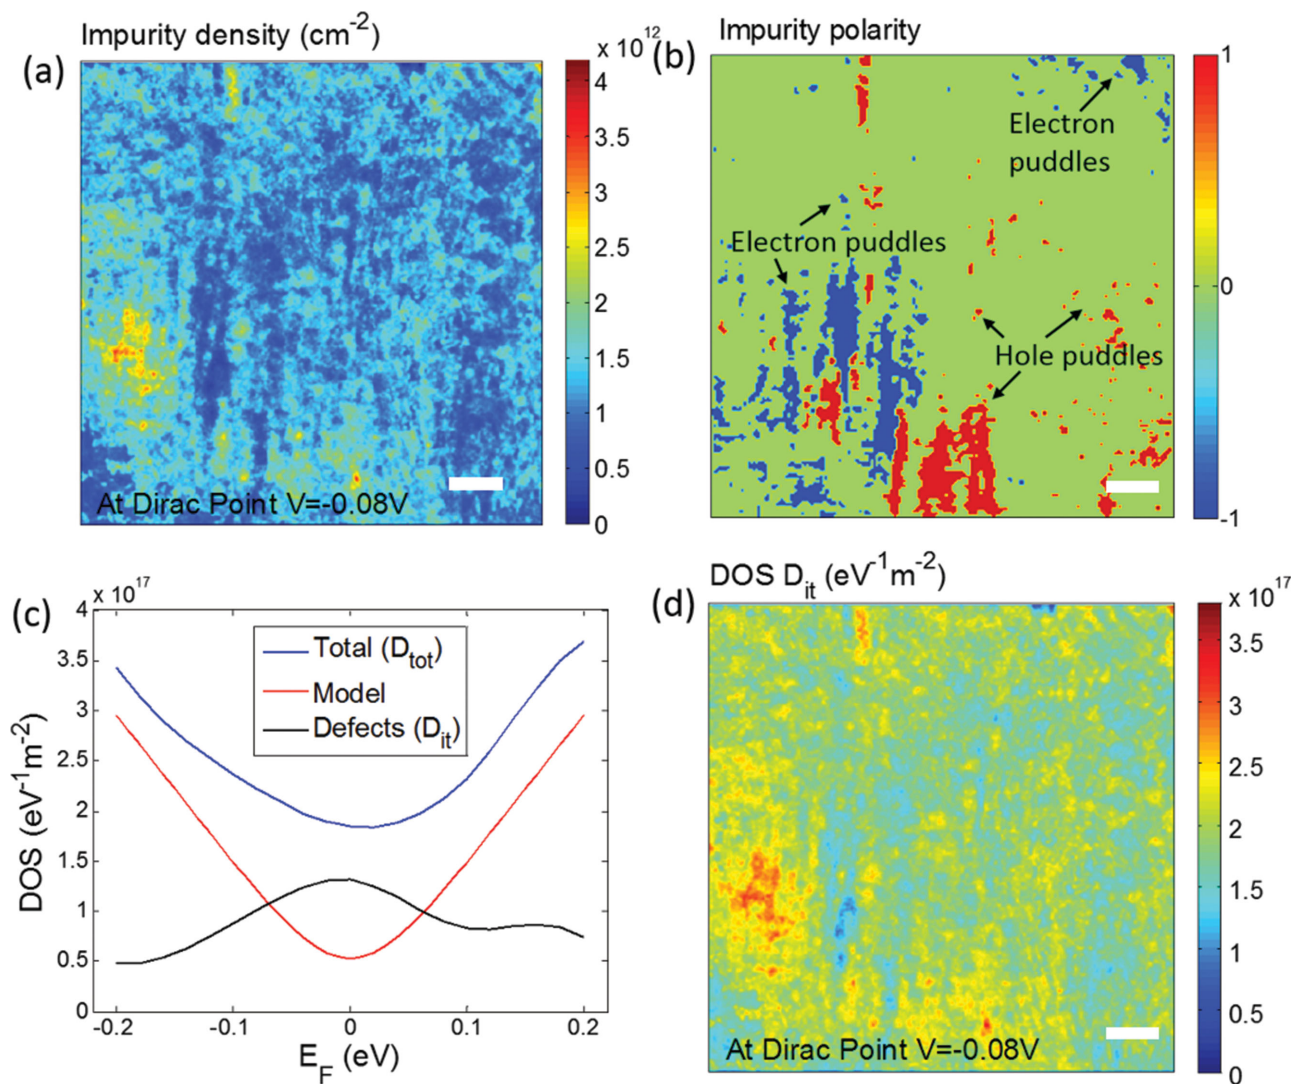 (a)
Impurity density (cm-2)
x 10^12
4
3.5
3
2.5
2
1.5
1
0.5
0
At Dirac Point V=-0.08V
(b)
Impurity polarity
1
0
-1
Electron
puddles
Electron puddles
Hole puddles
(c)
x 10^17
4
3.5
3
2.5
2
1.5
1
0.5
0
DOS (eV-1m-2)
Total (Dtot)
Model
Defects (Dit)
-0.2
-0.1
0
0.1
0.2
EF (eV)
(d)
DOS Dit (eV-1m-2)
x 10^17
3.5
3
2.5
2
1.5
1
0.5
0
At Dirac Point V=-0.08V